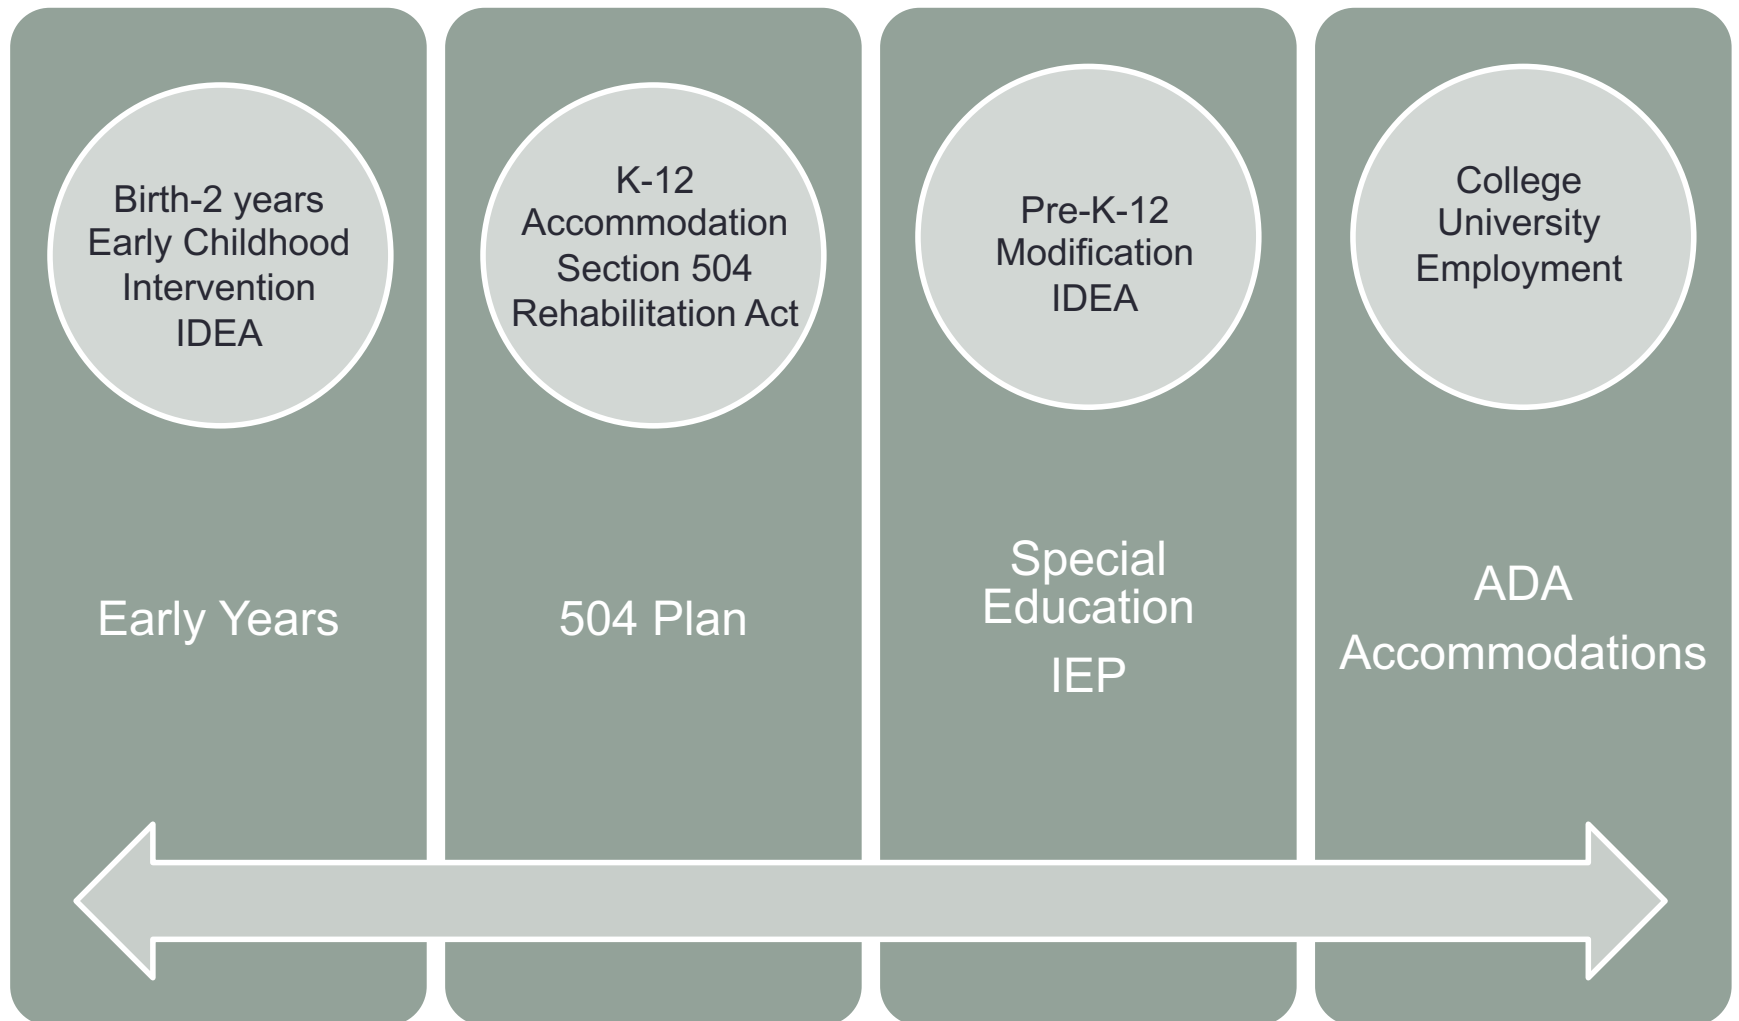 Birth-2 years
Early Childhood
Intervention
IDEA
Early Years
K-12
Accommodation
Section 504
Rehabilitation Act
504 Plan
Pre-K-12
Modification
IDEA
Special
Education
IEP
College
University
Employment
ADA
Accommodations